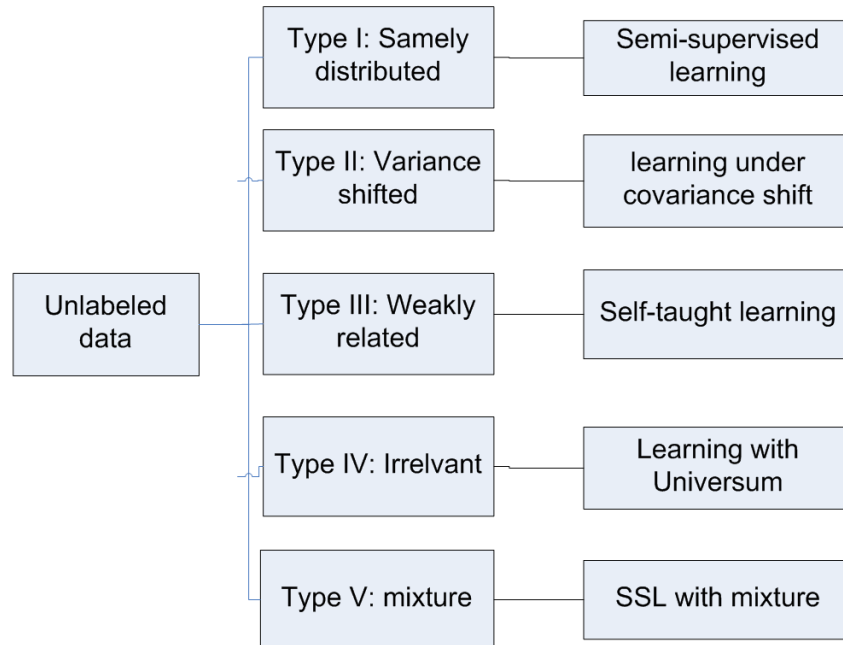 Type I: Samely
distributed
Semi-supervised
learning
Type II: Variance
shifted
learning under
covariance shift
Unlabeled
data
Type III: Weakly
related
Self-taught learning
Type IV: Irrelvant
Learning with
Universum
Type V: mixture
SSL with mixture